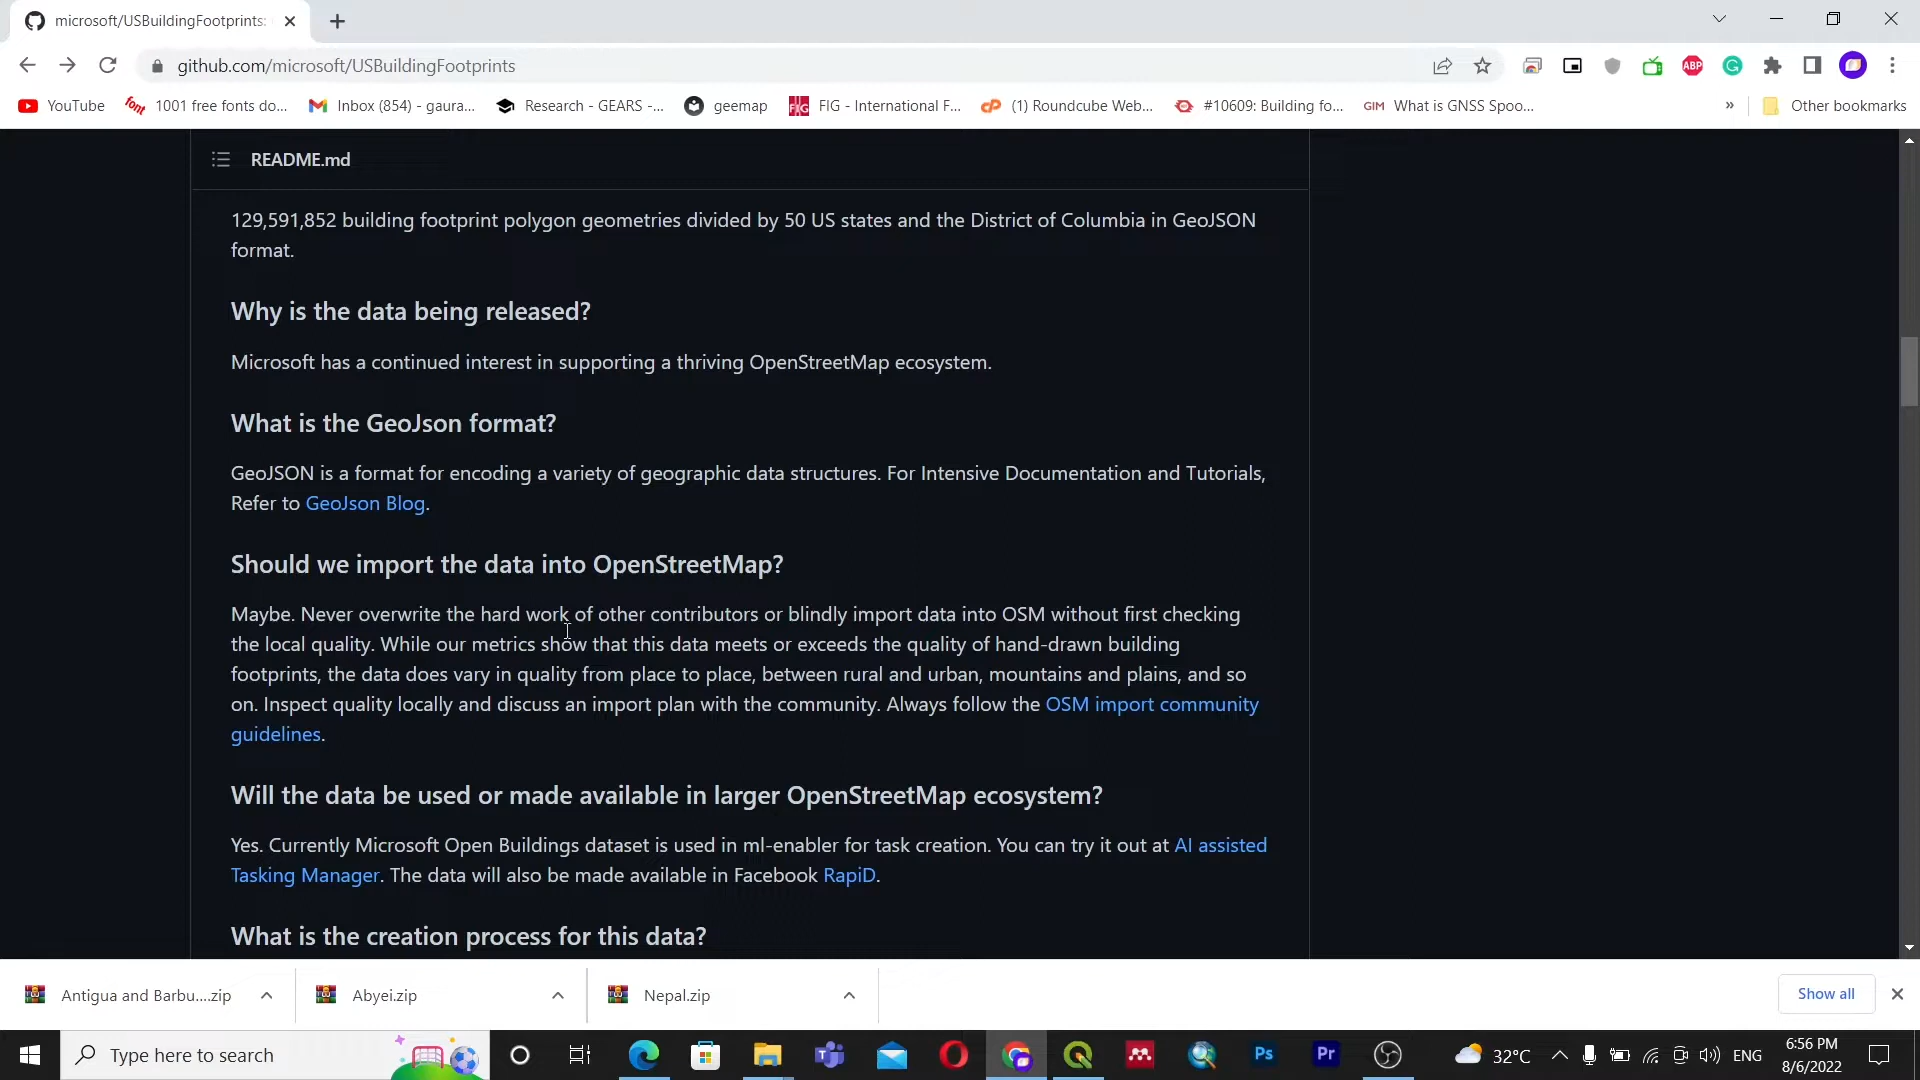 microsoft/USBuildingFootprints:
github.com/microsoft/USBuildingFootprints
YouTube
1001 free fonts do...
Inbox (854) - gaura...
Research - GEARS -...
geemap
FIG - International F...
(1) Roundcube Web...
#10609: Building fo...
What is GNSS Spoo...
»
Other bookmarks
README.md
129,591,852 building footprint polygon geometries divided by 50 US states and the District of Columbia in GeoJSON
format.
Why is the data being released?
Microsoft has a continued interest in supporting a thriving OpenStreetMap ecosystem.
What is the GeoJson format?
GeoJSON is a format for encoding a variety of geographic data structures. For Intensive Documentation and Tutorials,
Refer to GeoJson Blog.
Should we import the data into OpenStreetMap?
Maybe. Never overwrite the hard work of other contributors or blindly import data into OSM without first checking
the local quality. While our metrics show that this data meets or exceeds the quality of hand-drawn building
footprints, the data does vary in quality from place to place, between rural and urban, mountains and plains, and so
on. Inspect quality locally and discuss an import plan with the community. Always follow the OSM import community
guidelines.
Will the data be used or made available in larger OpenStreetMap ecosystem?
Yes. Currently Microsoft Open Buildings dataset is used in ml-enabler for task creation. You can try it out at AI assisted
Tasking Manager. The data will also be made available in Facebook RapiD.
What is the creation process for this data?
Antigua and Barbu....zip
Abyei.zip
Nepal.zip
Show all
Type here to search
32°C
ENG
6:56 PM
8/6/2022